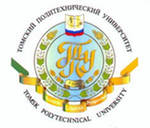 ТОМСКИЙ ПОЛИТЕХНИЧЕСКИЙ УНИВЕРСИТЕТ
TOMSK POLYTECHNICAL UNIVERSITY